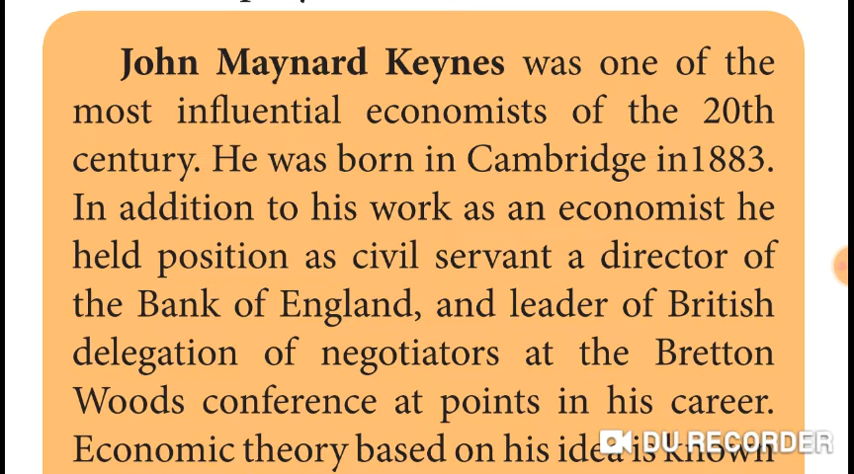 John Maynard Keynes was one of the
most influential economists of the 20th
century. He was born in Cambridge in1883.
In addition to his work as an economist he
held position as civil servant a director of
the Bank of England, and leader of British
delegation of negotiators at the Bretton
Woods conference at points in his career.
Economic theory based on his idea is known
DU RECORDER